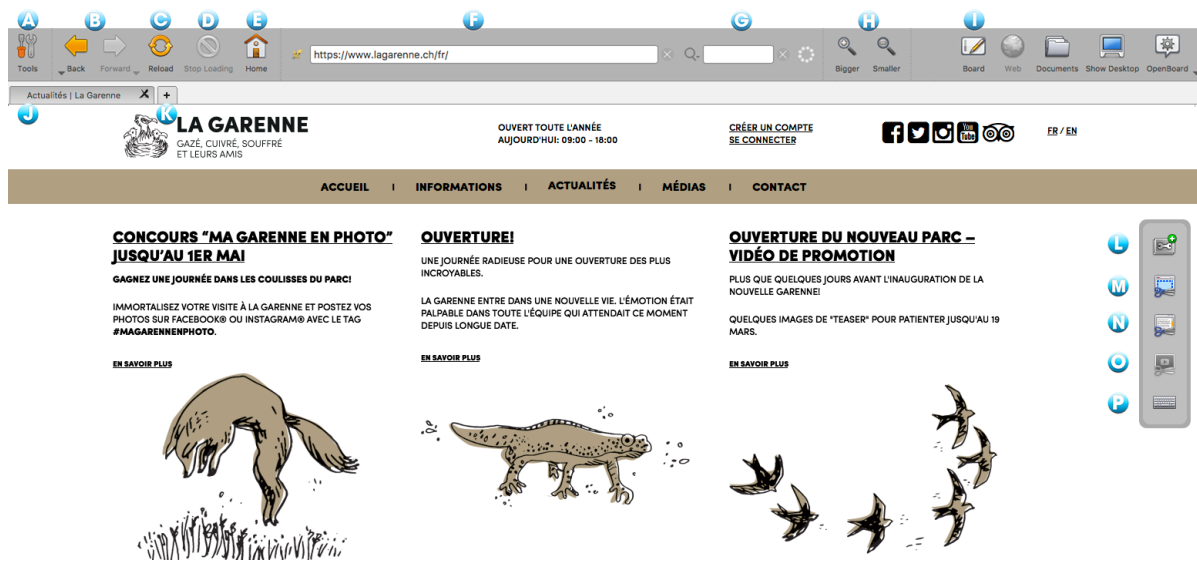 A B C D E F G H I
https://www.lagarenne.ch/fr/
Tools Back Forward Reload Stop Loading Home Bigger Smaller Board Web Documents Show Desktop OpenBoard
Actualités | La Garenne +
J K
LA GARENNE
GAZÉ, CUIVRÉ, SOUFFRÉ
ET LEURS AMIS
OUVERT TOUTE L'ANNÉE
AUJOURD'HUI: 09:00 - 18:00
CRÉER UN COMPTE
SE CONNECTER
You
Tube
FR / EN
ACCUEIL | INFORMATIONS | ACTUALITÉS | MÉDIAS | CONTACT
CONCOURS “MA GARENNE EN PHOTO”
JUSQU’AU 1ER MAI
GAGNEZ UNE JOURNÉE DANS LES COULISSES DU PARC!
IMMORTALISEZ VOTRE VISITE À LA GARENNE ET POSTEZ VOS
PHOTOS SUR FACEBOOK® OU INSTAGRAM® AVEC LE TAG
#MAGARENNENPHOTO.
EN SAVOIR PLUS
OUVERTURE!
UNE JOURNÉE RADIEUSE POUR UNE OUVERTURE DES PLUS
INCROYABLES.
LA GARENNE ENTRE DANS UNE NOUVELLE VIE. L'ÉMOTION ÉTAIT
PALPABLE DANS TOUTE L'ÉQUIPE QUI ATTENDAIT CE MOMENT
DEPUIS LONGUE DATE.
EN SAVOIR PLUS
OUVERTURE DU NOUVEAU PARC –
VIDÉO DE PROMOTION
PLUS QUE QUELQUES JOURS AVANT L'INAUGURATION DE LA
NOUVELLE GARENNE!
QUELQUES IMAGES DE "TEASER" POUR PATIENTER JUSQU'AU 19
MARS.
EN SAVOIR PLUS
L
M
N
O
P